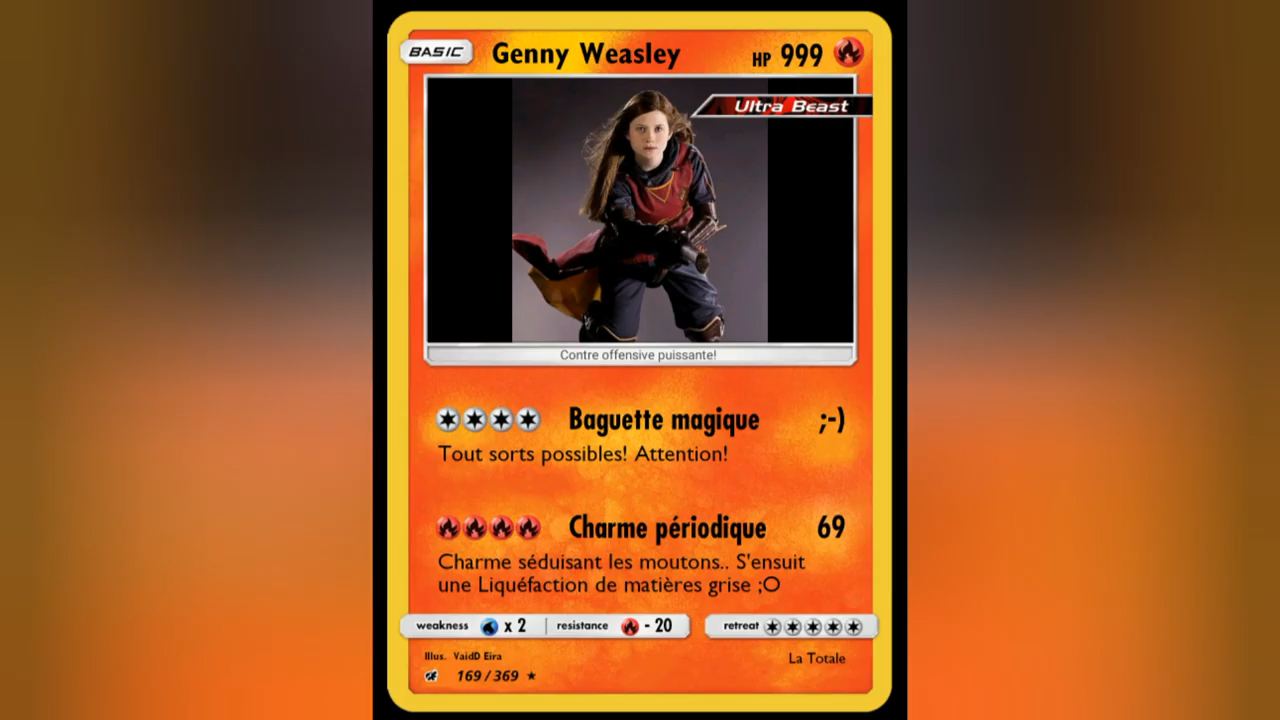 BASIC Genny Weasley HP 999
Ultra Beast
Contre offensive puissante!
Baguette magique ;-)
Tout sorts possibles! Attention!
Charme périodique 69
Charme séduisant les moutons.. S'ensuit
une Liquéfaction de matières grise ;O
weakness x 2 resistance - 20 retreat
Illus. VaidD Eira
La Totale
169 / 369